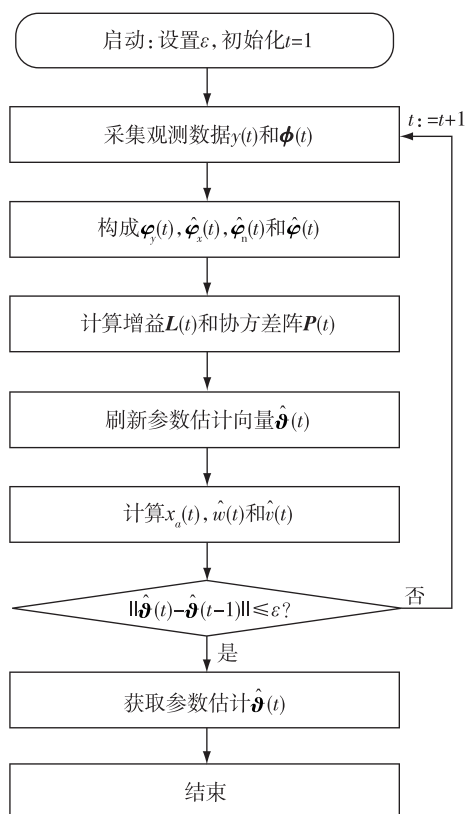 启动:设置ε,初始化t=1
t:=t+1
采集观测数据y(t)和ϕ(t)
构成φ_y(t),φ̂_x(t),φ̂_n(t)和φ̂(t)
计算增益L(t)和协方差阵P(t)
刷新参数估计向量ϑ̂(t)
计算x_a(t),ŵ(t)和v̂(t)
||ϑ̂(t)-ϑ̂(t-1)||≤ε?
否
是
获取参数估计ϑ̂(t)
结束